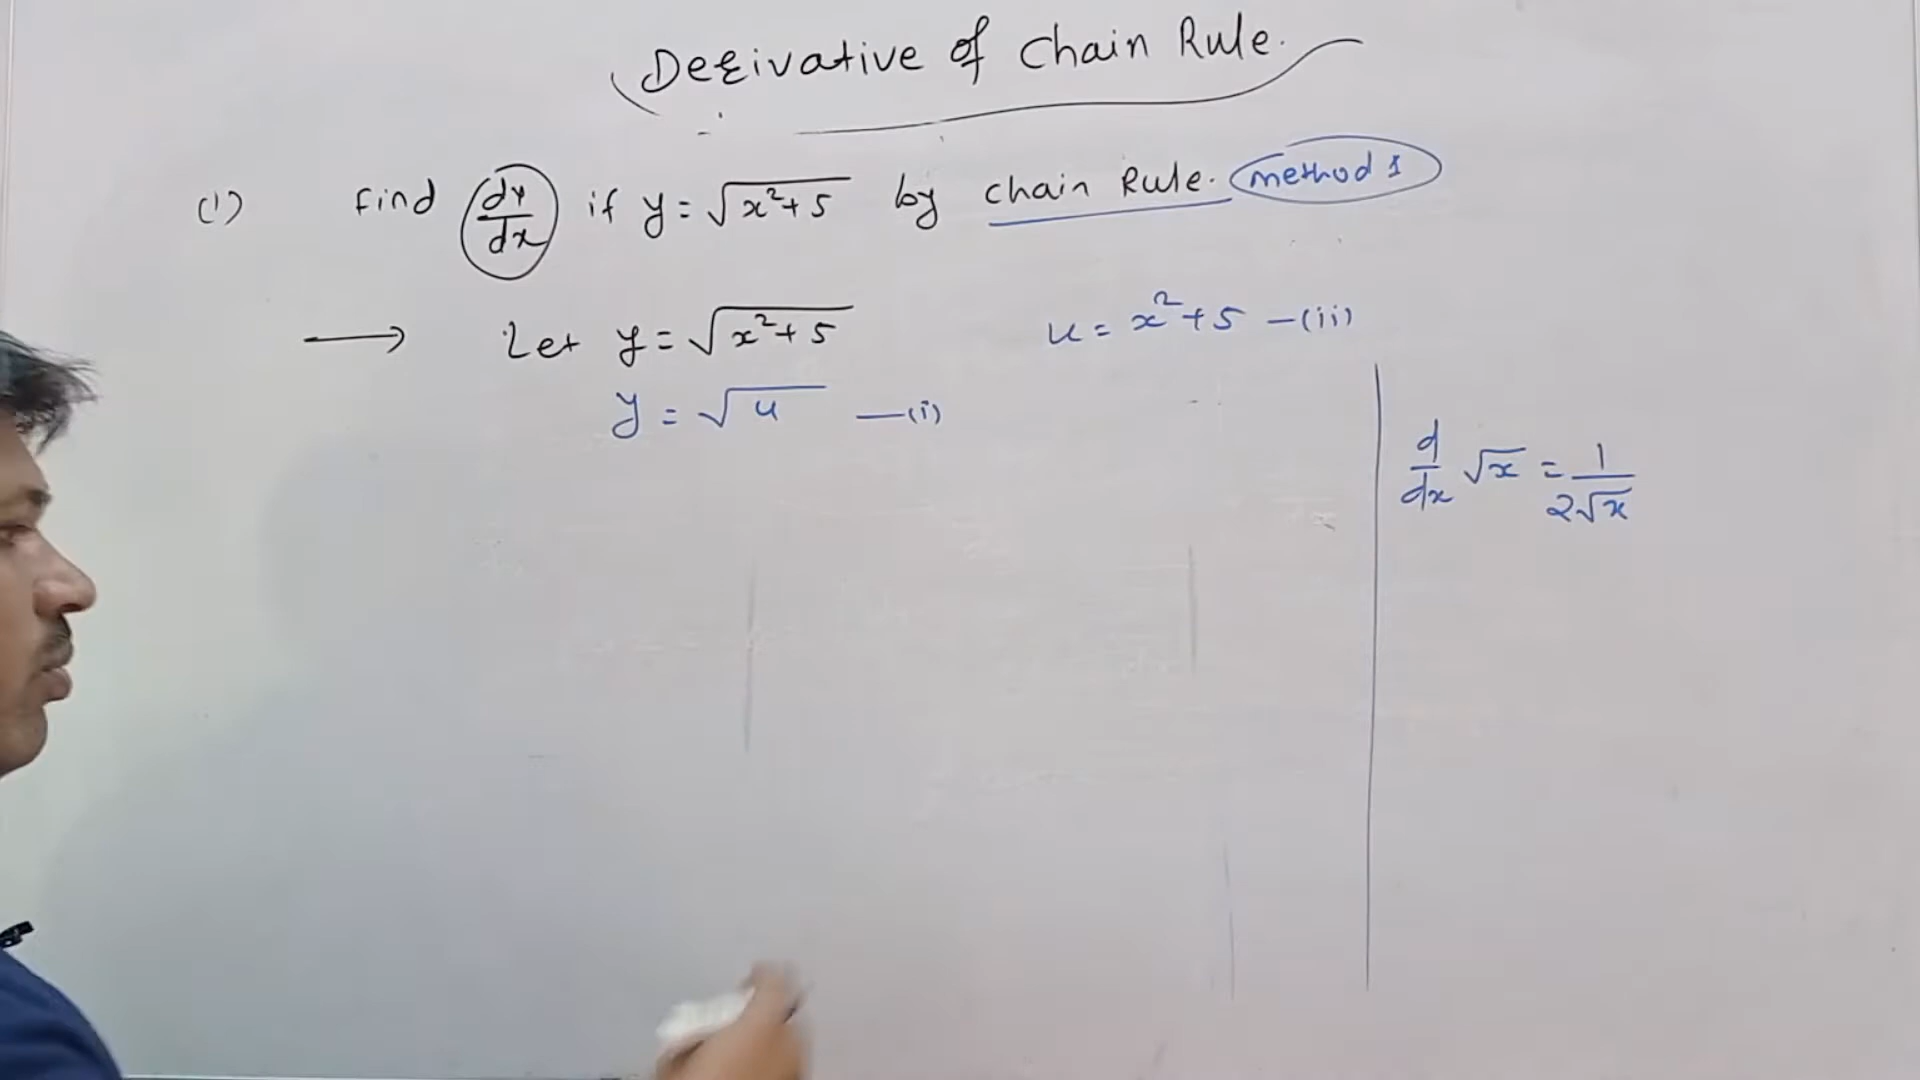 Derivative of Chain Rule.
(1) Find dy/dx if y = √(x²+5) by chain Rule. method 1
→ Let y = √(x²+5) u = x²+5 —(ii)
y = √u —(i)
d/dx √x = 1/(2√x)